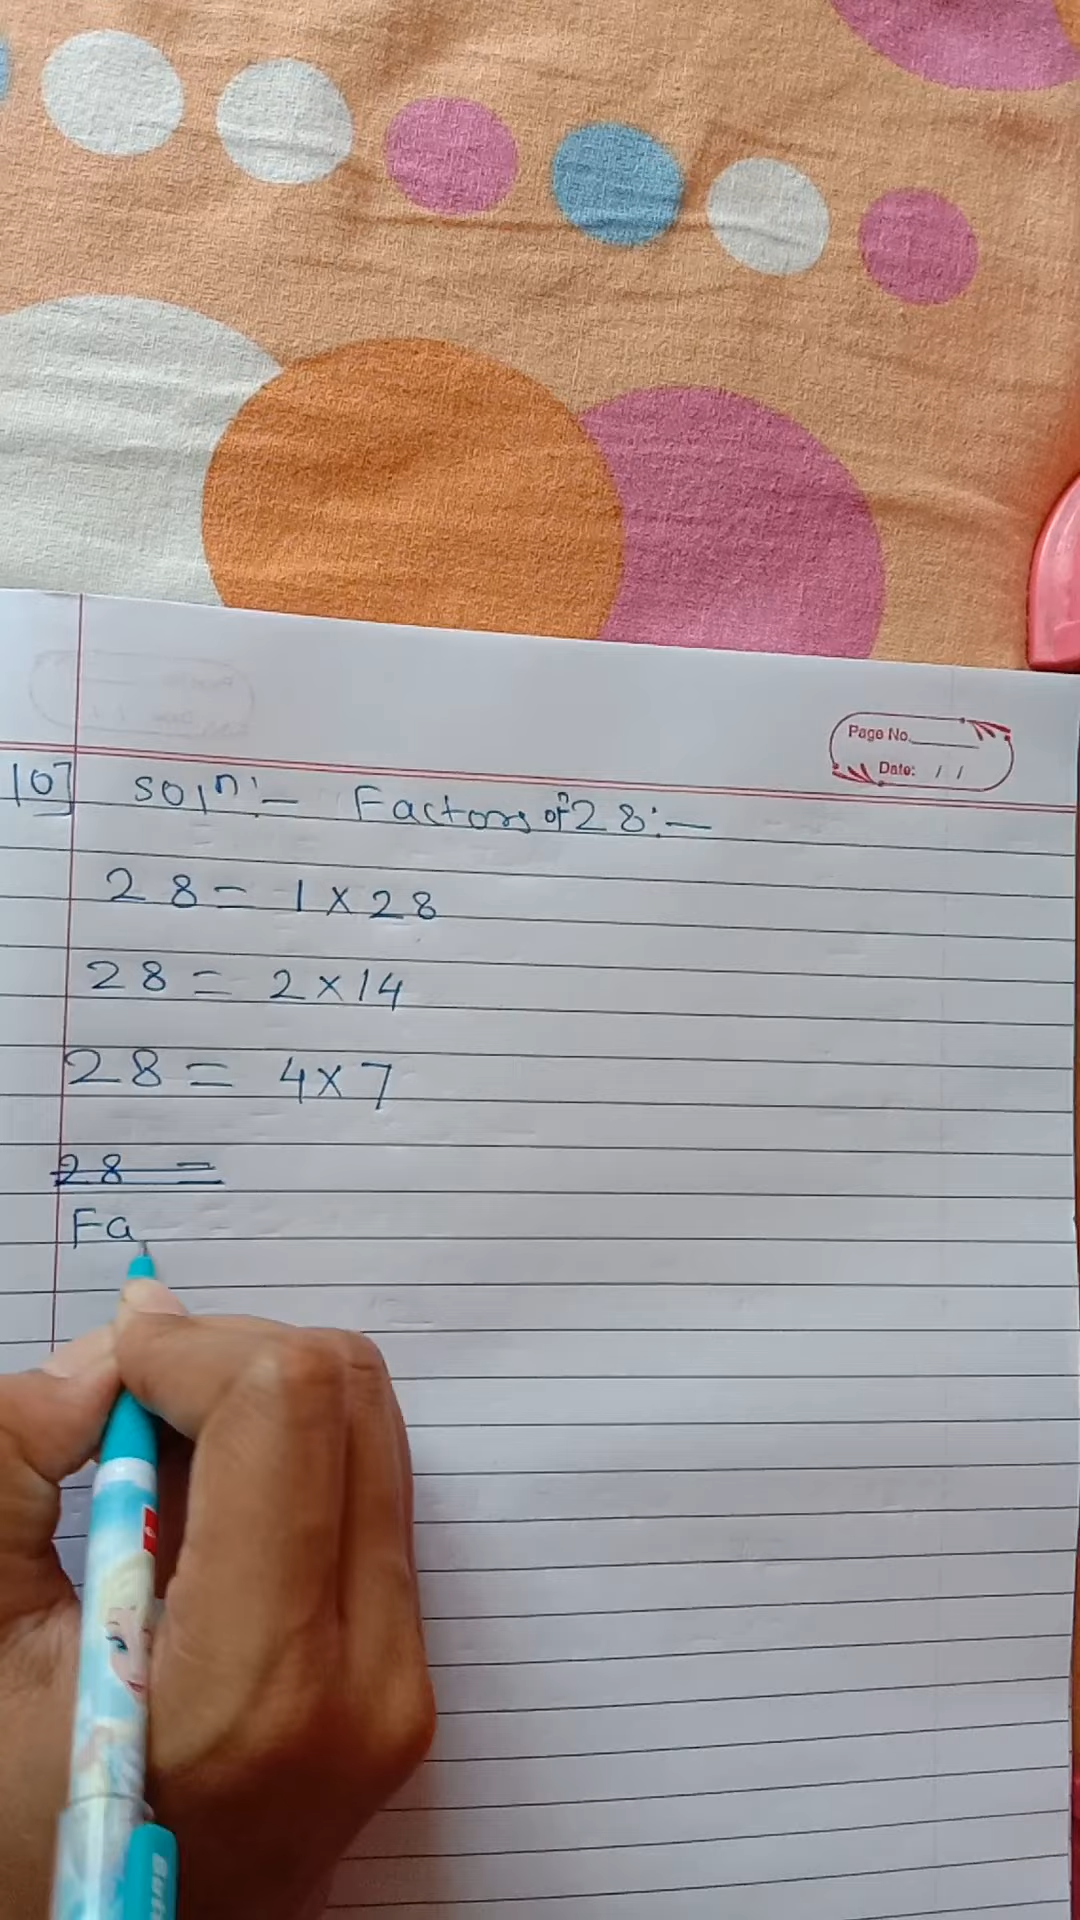 Page No.
Date: / /
10] Soln:- Factors of 28:-
28 = 1 × 28
28 = 2 × 14
28 = 4 × 7
28 =
Fa